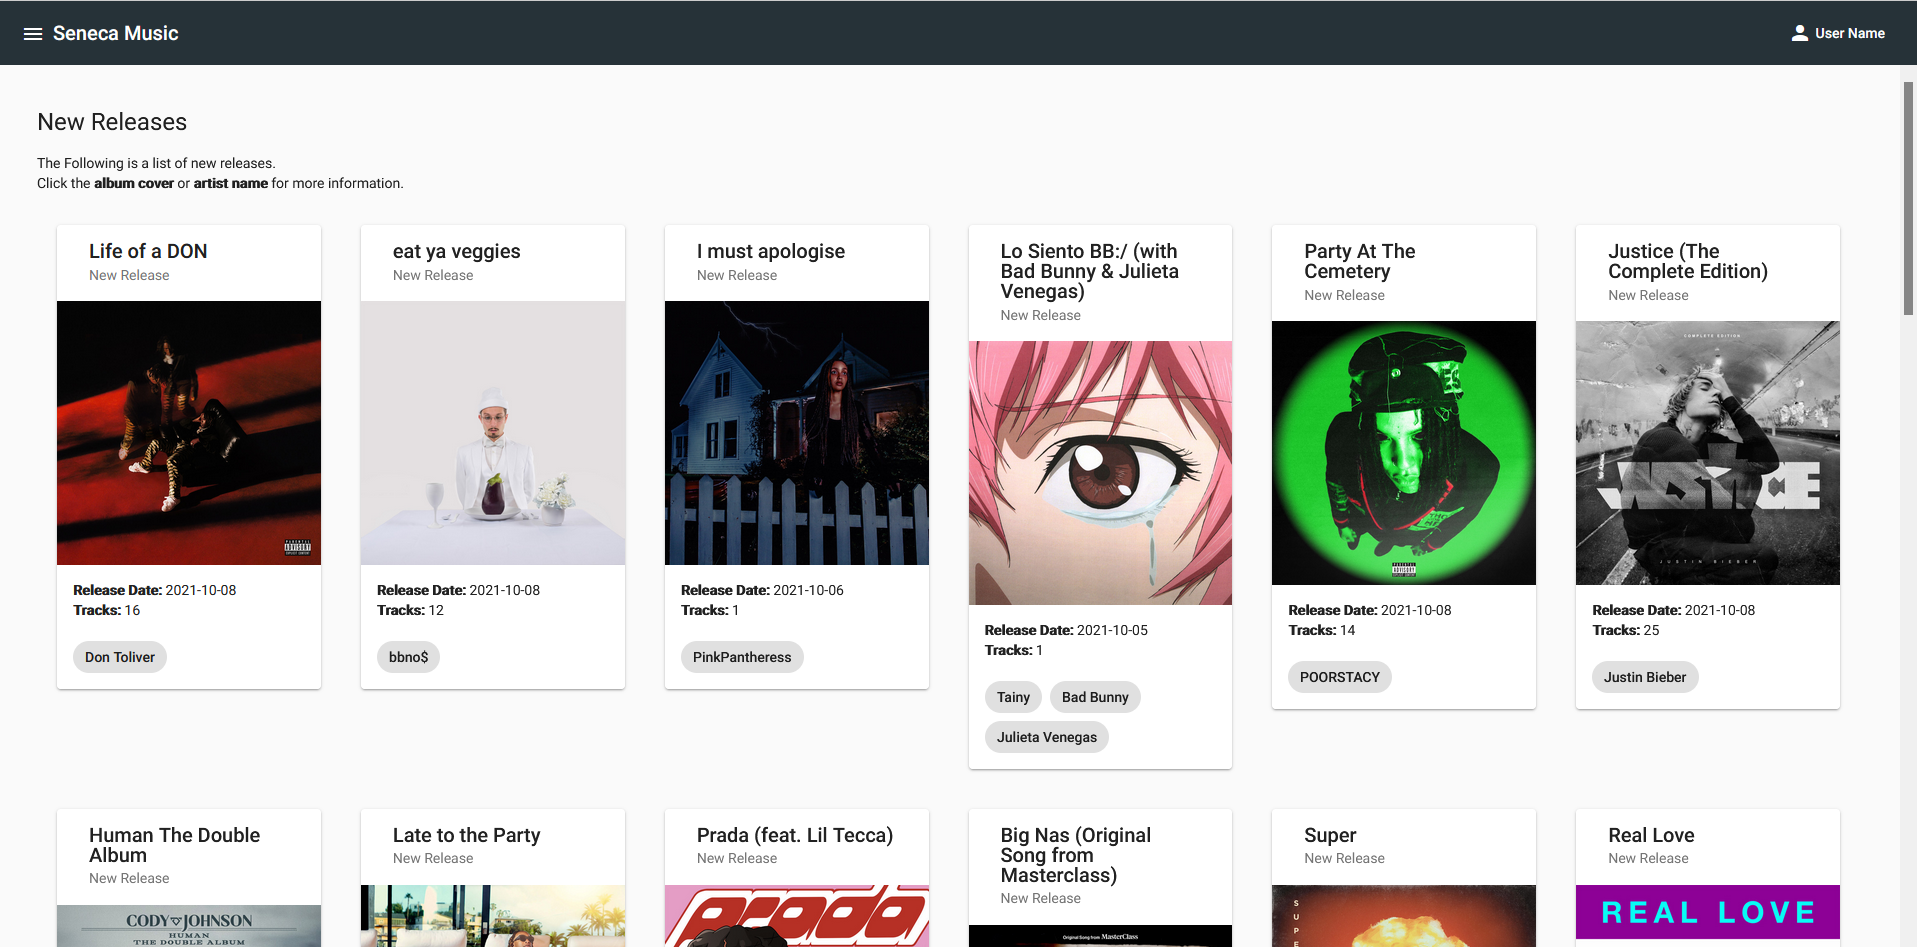 Seneca Music
User Name
New Releases
The Following is a list of new releases.
Click the album cover or artist name for more information.
Life of a DON
New Release
PARENTAL
ADVISORY
EXPLICIT CONTENT
Release Date: 2021-10-08
Tracks: 16
Don Toliver
eat ya veggies
New Release
Release Date: 2021-10-08
Tracks: 12
bbno$
I must apologise
New Release
Release Date: 2021-10-06
Tracks: 1
PinkPantheress
Lo Siento BB:/ (with
Bad Bunny & Julieta
Venegas)
New Release
Release Date: 2021-10-05
Tracks: 1
Tainy
Bad Bunny
Julieta Venegas
Party At The
Cemetery
New Release
PARENTAL
ADVISORY
EXPLICIT CONTENT
Release Date: 2021-10-08
Tracks: 14
POORSTACY
Justice (The
Complete Edition)
New Release
COMPLETE EDITION
JUSTICE
JUSTIN BIEBER
Release Date: 2021-10-08
Tracks: 25
Justin Bieber
Human The Double
Album
New Release
CODY JOHNSON
HUMAN
THE DOUBLE ALBUM
Late to the Party
New Release
Prada (feat. Lil Tecca)
New Release
prada
Big Nas (Original
Song from
Masterclass)
New Release
Original Song from MasterClass
Super
New Release
SUPE
Real Love
New Release
REAL LOVE